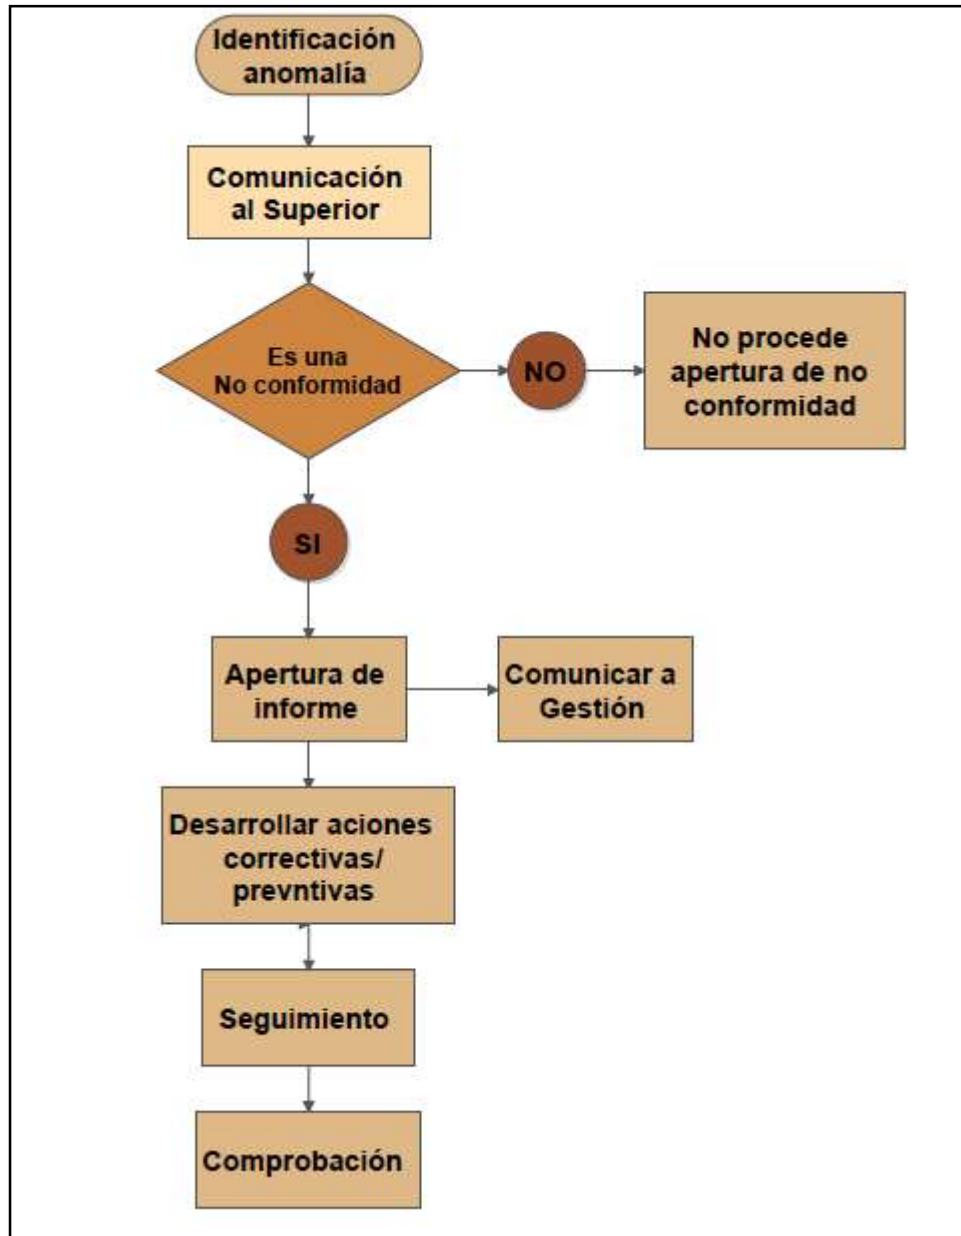 Identificación
anomalía
Comunicación
al Superior
Es una
No conformidad
NO
No procede
apertura de no
conformidad
SI
Apertura de
informe
Comunicar a
Gestión
Desarrollar aciones
correctivas/
prevntivas
Seguimiento
Comprobación